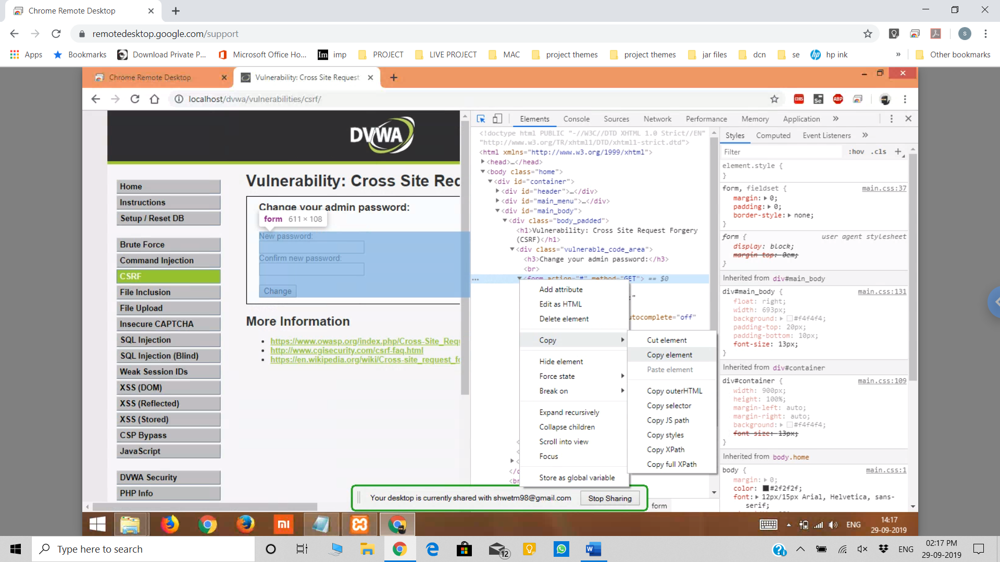 Chrome Remote Desktop
remotedesktop.google.com/support
S
Apps
Bookmarks
Download Private P...
Microsoft Office Ho...
Im
imp
PROJECT
LIVE PROJECT
MAC
project themes
project themes
jar files
dcn
se
hp ink
»
Other bookmarks
Chrome Remote Desktop
Vulnerability: Cross Site Request
localhost/dvwa/vulnerabilities/csrf/
CORS
Se
ABP
DVWA
Home
Instructions
Setup / Reset DB
Brute Force
Command Injection
CSRF
File Inclusion
File Upload
Insecure CAPTCHA
SQL Injection
SQL Injection (Blind)
Weak Session IDs
XSS (DOM)
XSS (Reflected)
XSS (Stored)
CSP Bypass
JavaScript
DVWA Security
PHP Info
Vulnerability: Cross Site Req
Change your admin password:
form 611 × 108
New password:
Confirm new password:
Change
More Information
https://www.owasp.org/index.php/Cross-Site_Requ
http://www.cgisecurity.com/csrf-faq.html
https://en.wikipedia.org/wiki/Cross-site_request_fo
Elements
Console
Sources
Network
Performance
Memory
Application
»
<!doctype html PUBLIC "-//W3C//DTD XHTML 1.0 Strict//EN"
"http://www.w3.org/TR/xhtml1/DTD/xhtml1-strict.dtd">
<html xmlns="http://www.w3.org/1999/xhtml">
<head>…</head>
<body class="home">
<div id="container">
<div id="header">…</div>
<div id="main_menu">…</div>
<div id="main_body">
<div class="body_padded">
<h1>Vulnerability: Cross Site Request Forgery
(CSRF)</h1>
<div class="vulnerable_code_area">
<h3>Change your admin password:</h3>
<br>
<form action="#" method="GET"> == $0
:"
utocomplete="off"
<
<
<
</d
<br
Add attribute
Edit as HTML
Delete element
Copy
Hide element
Force state
Break on
Expand recursively
Collapse children
Scroll into view
Focus
Store as global variable
Cut element
Copy element
Paste element
Copy outerHTML
Copy selector
Copy JS path
Copy styles
Copy XPath
Copy full XPath
form
Styles
Computed
Event Listeners
»
Filter
:hov .cls +
element.style {
}
form, fieldset { main.css:37
margin: 0;
padding: 0;
border-style: none;
}
form { user agent stylesheet
display: block;
margin-top: 0em;
}
Inherited from div#main_body
div#main_body { main.css:131
float: right;
width: 693px;
background: #f4f4f4;
padding-top: 20px;
padding-bottom: 10px;
font-size: 13px;
}
Inherited from div#container
div#container { main.css:109
width: 900px;
height: 100%;
margin-left: auto;
margin-right: auto;
background: #f4f4f4;
font-size: 13px;
}
Inherited from body.home
body { main.css:1
margin: 0;
color: #2f2f2f;
font: 12px/15px Arial, Helvetica, sans-
serif;
Your desktop is currently shared with shwetm98@gmail.com
Stop Sharing
mi
ENG
14:17
29-09-2019
Type here to search
12
W
ENG
02:17 PM
29-09-2019